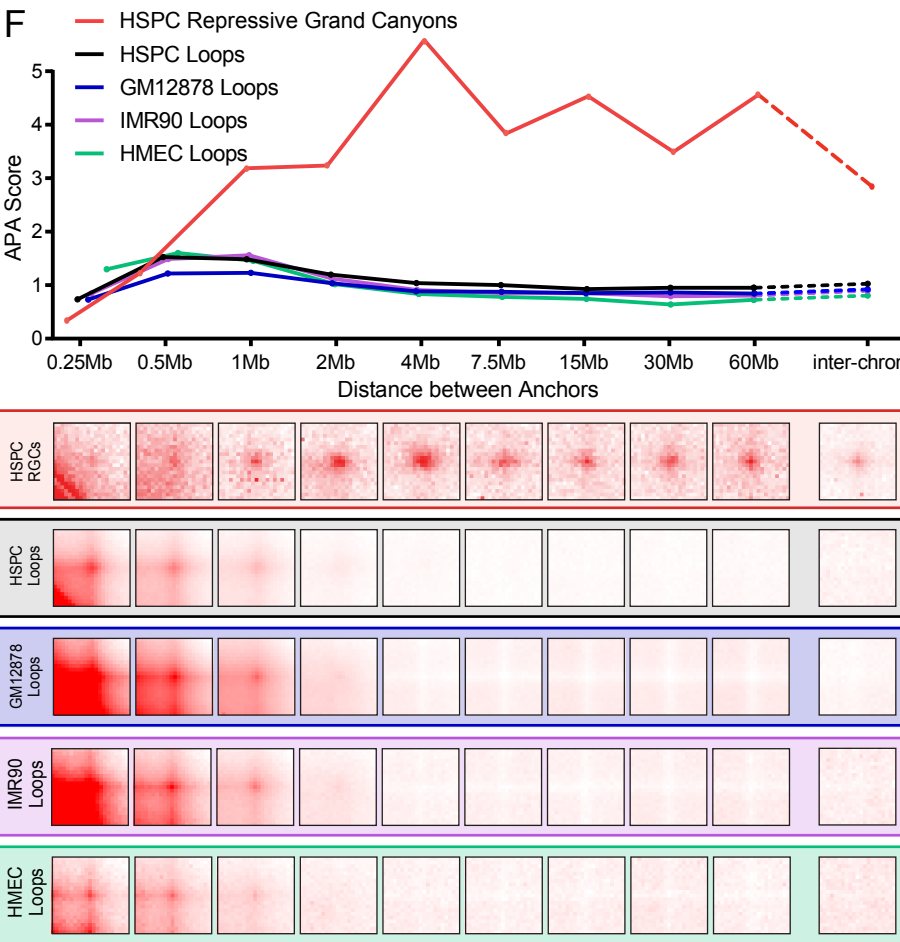 F
HSPC Repressive Grand Canyons
HSPC Loops
GM12878 Loops
IMR90 Loops
HMEC Loops
APA Score
5
4
3
2
1
0
0.25Mb 0.5Mb 1Mb 2Mb 4Mb 7.5Mb 15Mb 30Mb 60Mb inter-chrom
Distance between Anchors
HSPC
RGCs
HSPC
Loops
GM12878
Loops
IMR90
Loops
HMEC
Loops